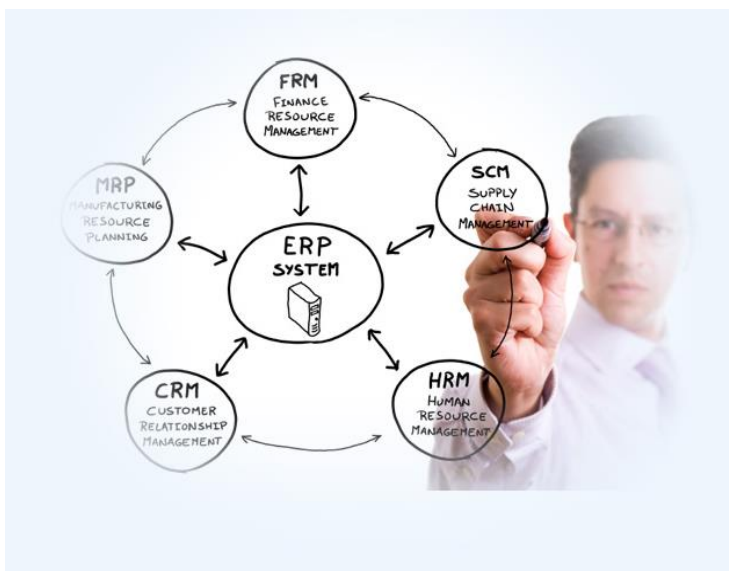 FRM
FINANCE
RESOURCE
MANAGEMENT
SCM
SUPPLY
CHAIN
MANAGEMENT
MRP
MANUFACTURING
RESOURCE
PLANNING
ERP
SYSTEM
CRM
CUSTOMER
RELATIONSHIP
MANAGEMENT
HRM
HUMAN
RESOURCE
MANAGEMENT